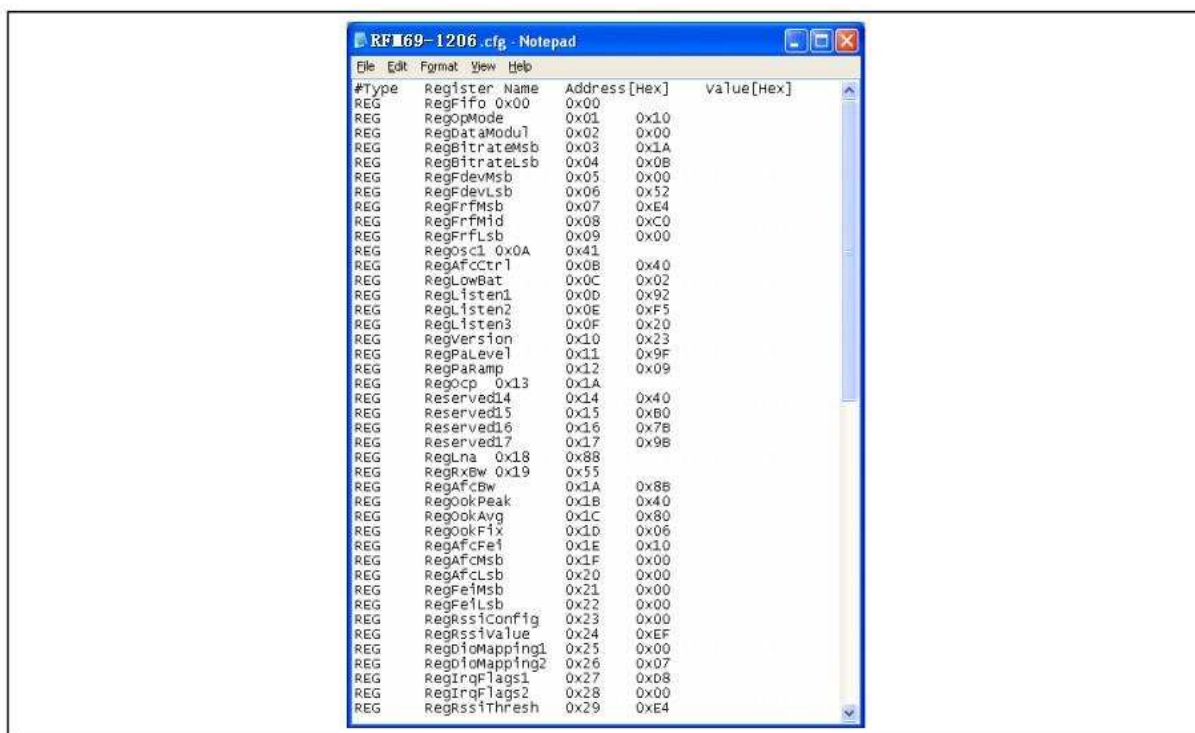 RFM69-1206.cfg - Notepad
File Edit Format View Help
#Type Register Name Address[Hex] Value[Hex]
REG RegFifo 0x00 0x00
REG RegOpMode 0x01 0x10
REG RegDataModul 0x02 0x00
REG RegBitrateMsb 0x03 0x1A
REG RegBitrateLsb 0x04 0x0B
REG RegFdevMsb 0x05 0x00
REG RegFdevLsb 0x06 0x52
REG RegFrfMsb 0x07 0xE4
REG RegFrfMid 0x08 0xC0
REG RegFrfLsb 0x09 0x00
REG RegOsc1 0x0A 0x41
REG RegAfcCtrl 0x0B 0x40
REG RegLowBat 0x0C 0x02
REG RegListen1 0x0D 0x92
REG RegListen2 0x0E 0xF5
REG RegListen3 0x0F 0x20
REG RegVersion 0x10 0x23
REG RegPaLevel 0x11 0x9F
REG RegPaRamp 0x12 0x09
REG RegOcp 0x13 0x1A
REG Reserved14 0x14 0x40
REG Reserved15 0x15 0xB0
REG Reserved16 0x16 0x7B
REG Reserved17 0x17 0x9B
REG RegLna 0x18 0x88
REG RegRxBw 0x19 0x55
REG RegAfcBw 0x1A 0x8B
REG RegOokPeak 0x1B 0x40
REG RegOokAvg 0x1C 0x80
REG RegOokFix 0x1D 0x06
REG RegAfcFei 0x1E 0x10
REG RegAfcMsb 0x1F 0x00
REG RegAfcLsb 0x20 0x00
REG RegFeiMsb 0x21 0x00
REG RegFeiLsb 0x22 0x00
REG RegRssiConfig 0x23 0x00
REG RegRssiValue 0x24 0xEF
REG RegDioMapping1 0x25 0x00
REG RegDioMapping2 0x26 0x07
REG RegIrqFlags1 0x27 0xD8
REG RegIrqFlags2 0x28 0x00
REG RegRssiThresh 0x29 0xE4